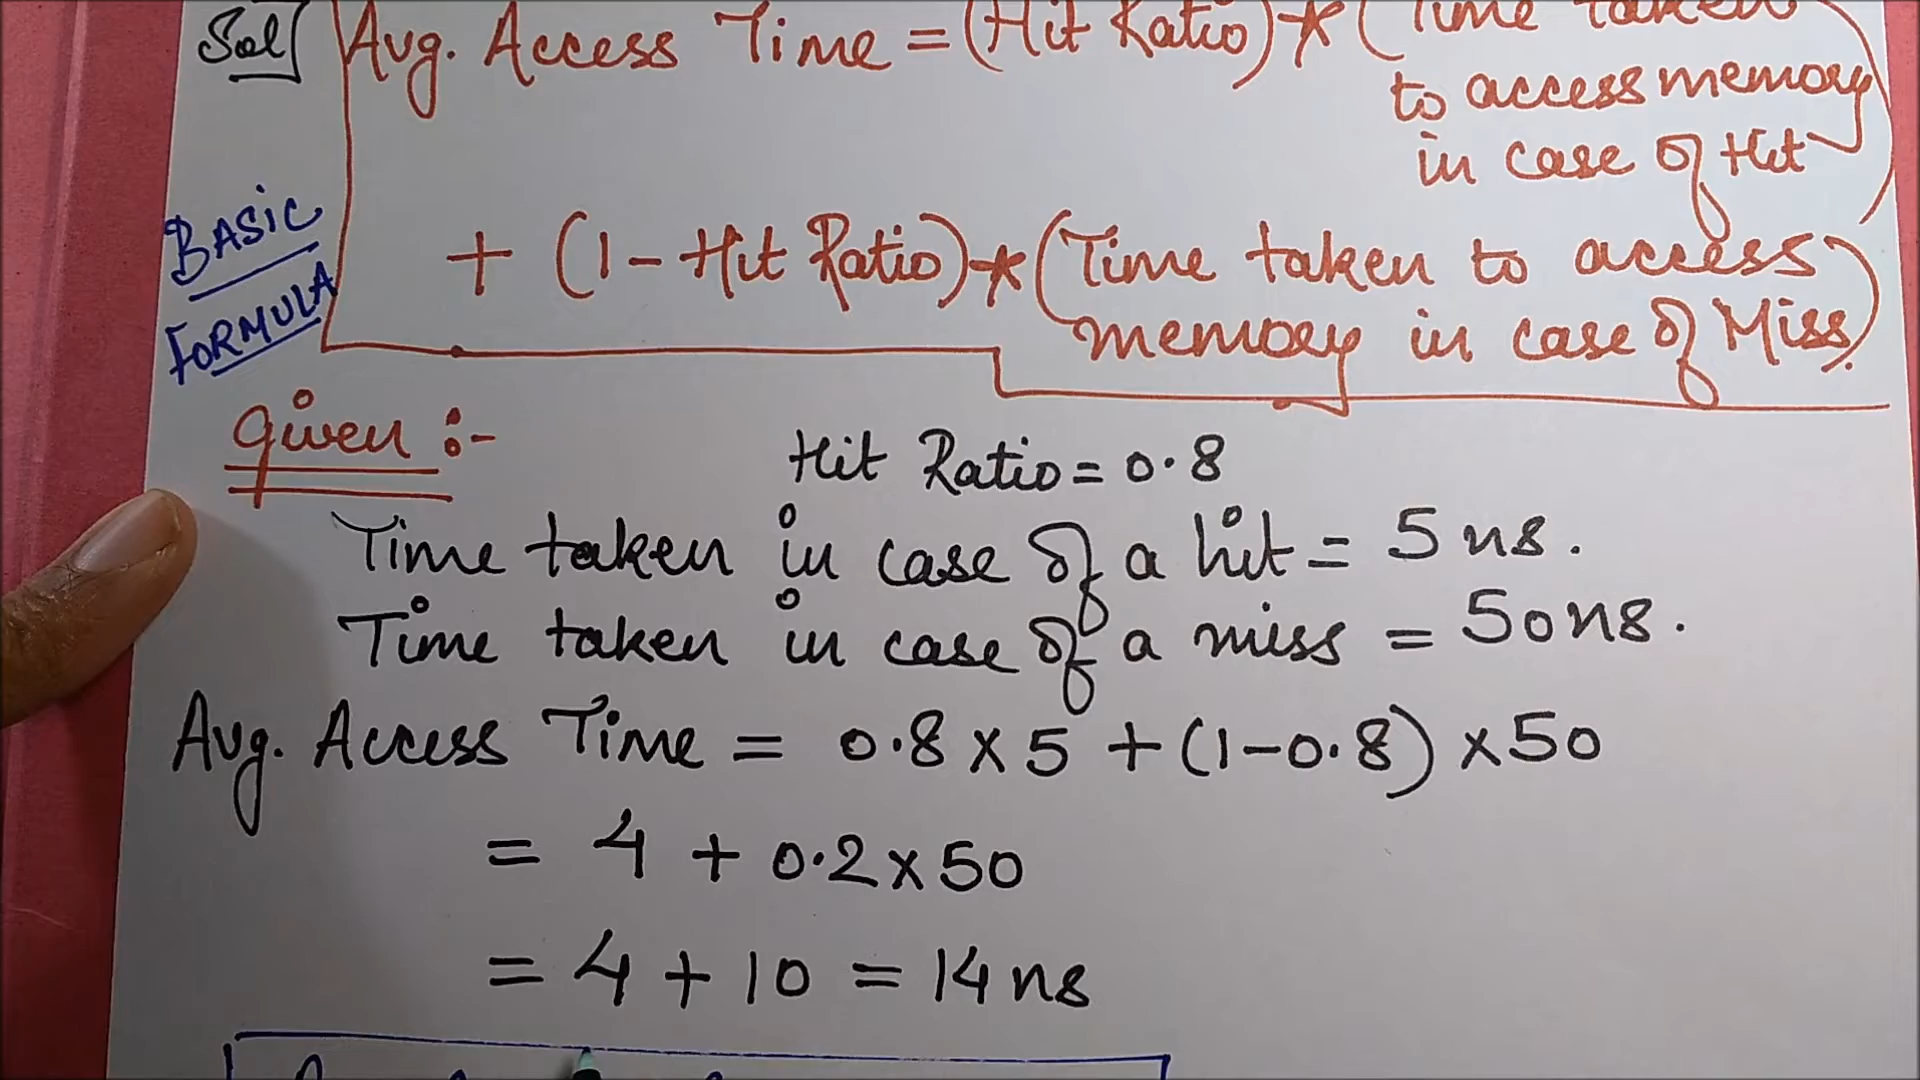 Sol Avg. Access Time = (Hit Ratio) * (Time taken
to access memory
in case of Hit)
BASIC
FORMULA
+ (1 - Hit Ratio) * (Time taken to access
memory in case of Miss)
Given :-
Hit Ratio = 0.8
Time taken in case of a hit = 5 ns.
Time taken in case of a miss = 50ns.
Avg. Access Time = 0.8 x 5 + (1-0.8) x 50
= 4 + 0.2 x 50
= 4 + 10 = 14 ns